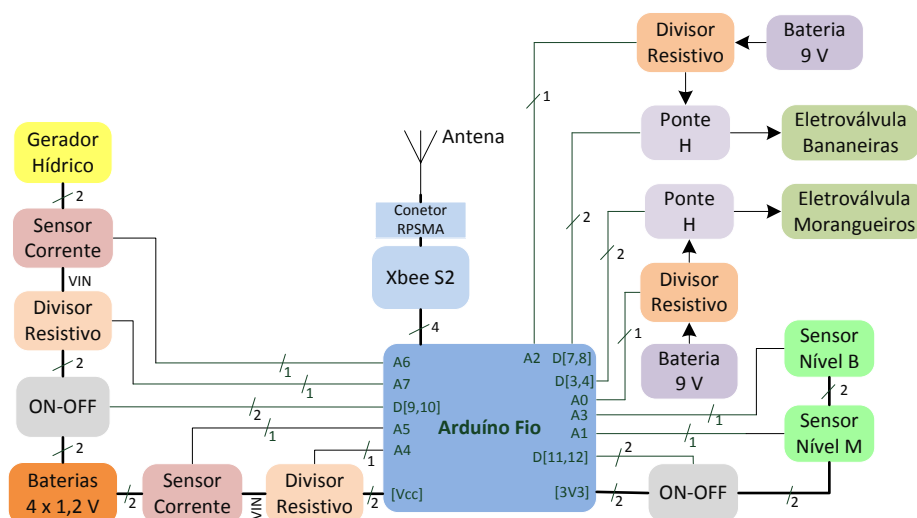 Divisor
Resistivo
Bateria
9 V
1
Ponte
H
Eletroválvula
Bananeiras
Antena
Gerador
Hídrico
2
Sensor
Corrente
VIN
Conetor
RPSMA
Xbee S2
4
2
2
Ponte
H
Eletroválvula
Morangueiros
Divisor
Resistivo
1
Bateria
9 V
Divisor
Resistivo
2
ON-OFF
2
Baterias
4 x 1,2 V
2
Sensor
Corrente
VIN
Divisor
Resistivo
2
1
1
2
1
1
A6
A7
D[9,10]
A5
A4
[Vcc]
Arduíno Fio
A2
D[7,8]
D[3,4]
A0
A3
A1
D[11,12]
[3V3]
1
1
2
2
ON-OFF
2
Sensor
Nível B
2
Sensor
Nível M